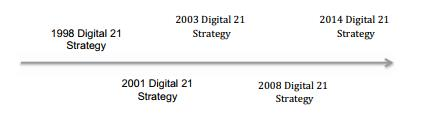 1998 Digital 21
Strategy
2003 Digital 21
Strategy
2014 Digital 21
Strategy
2001 Digital 21
Strategy
2008 Digital 21
Strategy